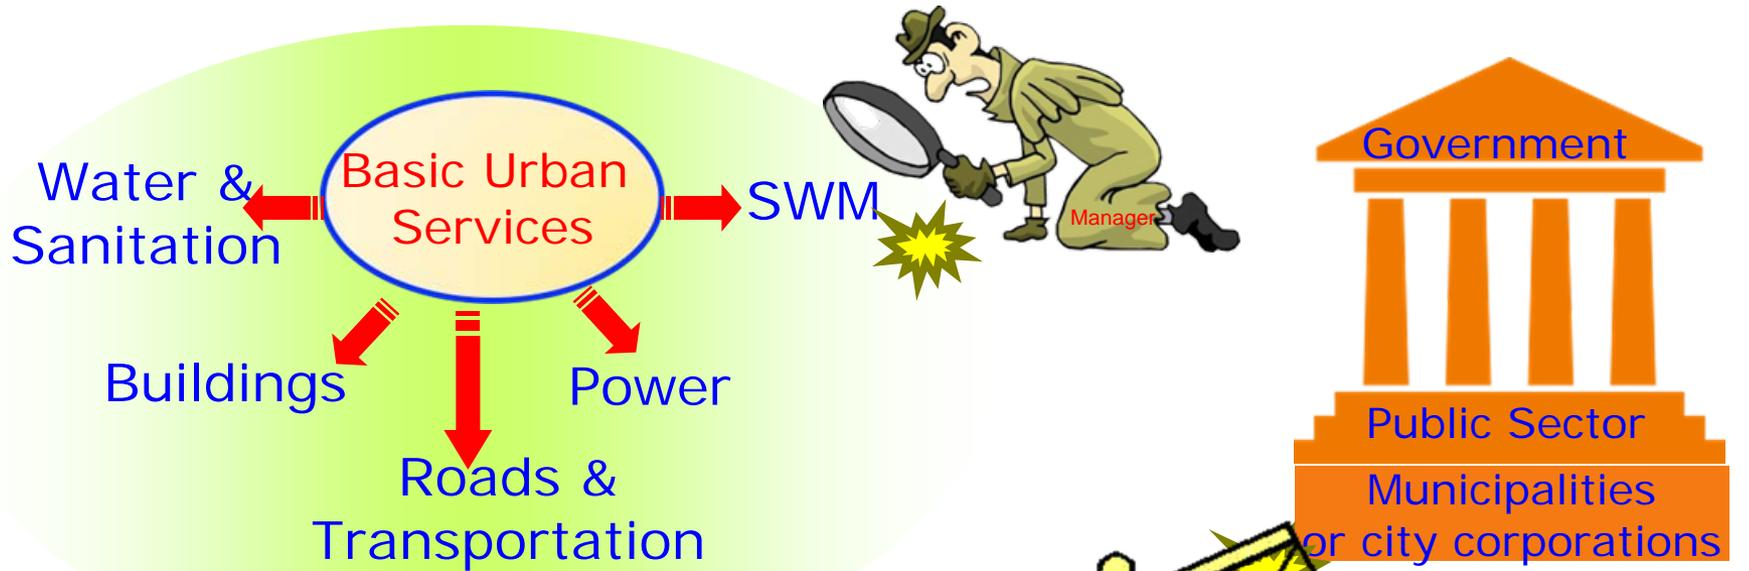 Basic Urban
Services
Water &
Sanitation
SWM
Buildings
Power
Roads &
Transportation
Manager
Government
Public Sector
Municipalities
or city corporations